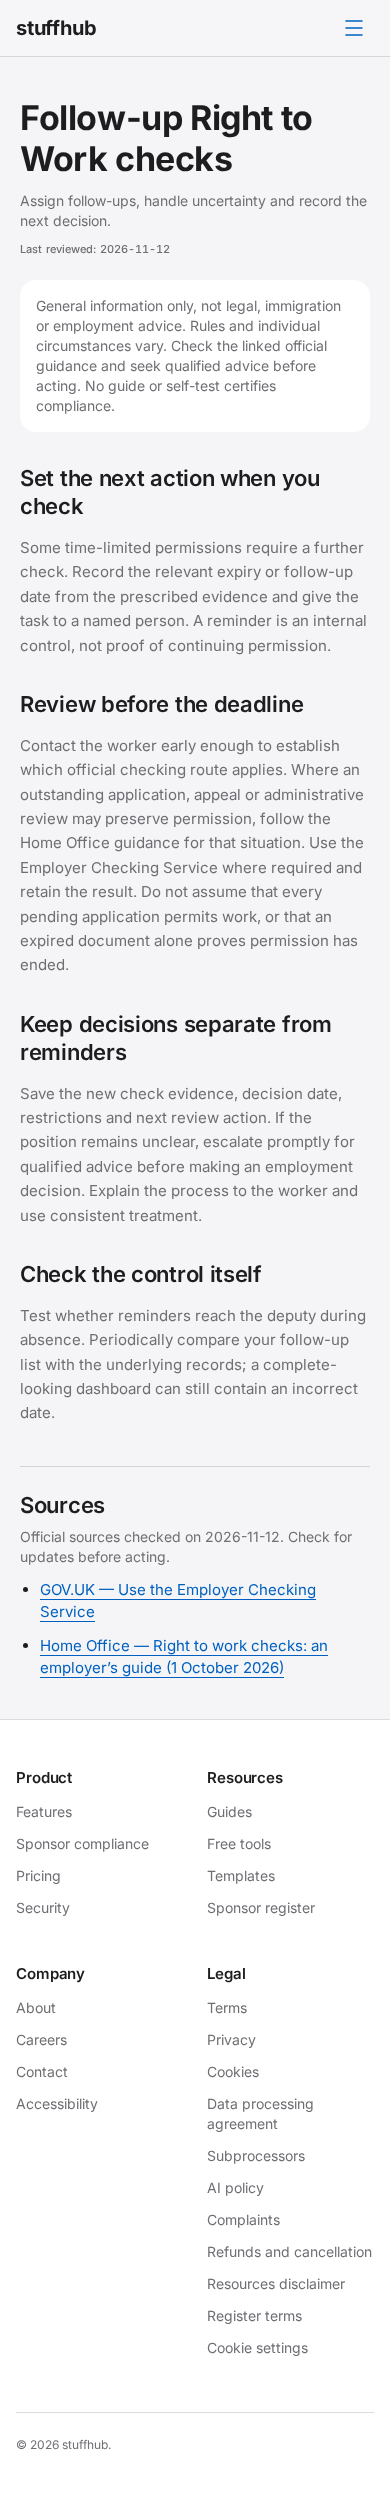 stuffhub
Follow-up Right to
Work checks
Assign follow-ups, handle uncertainty and record the
next decision.
Last reviewed: 2026-11-12
General information only, not legal, immigration
or employment advice. Rules and individual
circumstances vary. Check the linked official
guidance and seek qualified advice before
acting. No guide or self-test certifies
compliance.
Set the next action when you
check
Some time-limited permissions require a further
check. Record the relevant expiry or follow-up
date from the prescribed evidence and give the
task to a named person. A reminder is an internal
control, not proof of continuing permission.
Review before the deadline
Contact the worker early enough to establish
which official checking route applies. Where an
outstanding application, appeal or administrative
review may preserve permission, follow the
Home Office guidance for that situation. Use the
Employer Checking Service where required and
retain the result. Do not assume that every
pending application permits work, or that an
expired document alone proves permission has
ended.
Keep decisions separate from
reminders
Save the new check evidence, decision date,
restrictions and next review action. If the
position remains unclear, escalate promptly for
qualified advice before making an employment
decision. Explain the process to the worker and
use consistent treatment.
Check the control itself
Test whether reminders reach the deputy during
absence. Periodically compare your follow-up
list with the underlying records; a complete-
looking dashboard can still contain an incorrect
date.
Sources
Official sources checked on 2026-11-12. Check for
updates before acting.
GOV.UK — Use the Employer Checking
Service
Home Office — Right to work checks: an
employer’s guide (1 October 2026)
Product
Features
Sponsor compliance
Pricing
Security
Resources
Guides
Free tools
Templates
Sponsor register
Company
About
Careers
Contact
Accessibility
Legal
Terms
Privacy
Cookies
Data processing
agreement
Subprocessors
AI policy
Complaints
Refunds and cancellation
Resources disclaimer
Register terms
Cookie settings
© 2026 stuffhub.